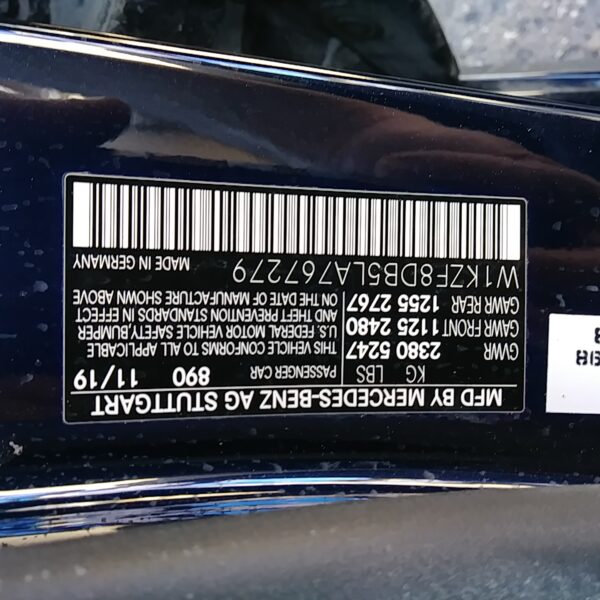 MFD BY MERCEDES-BENZ AG STUTTGART
KG LBS PASSENGER CAR 890 11/19
GVWR 2380 5247 THIS VEHICLE CONFORMS TO ALL APPLICABLE
GAWR FRONT 1125 2480 U.S. FEDERAL MOTOR VEHICLE SAFETY,BUMPER
GAWR REAR 1255 2767 AND THEFT PREVENTION STANDARDS IN EFFECT
ON THE DATE OF MANUFACTURE SHOWN ABOVE
W1KZF8DB5LA767279 MADE IN GERMANY